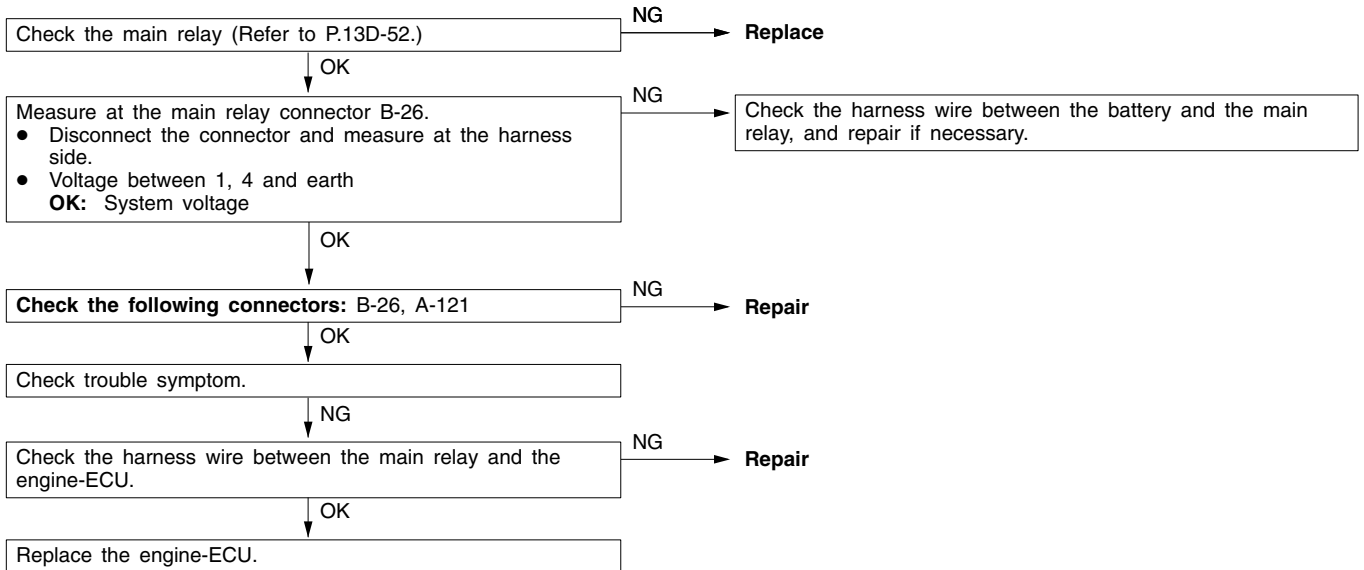 NG
Check the main relay (Refer to P.13D-52.)
Replace
OK
Measure at the main relay connector B-26.
● Disconnect the connector and measure at the harness
side.
● Voltage between 1, 4 and earth
OK: System voltage
NG
Check the harness wire between the battery and the main
relay, and repair if necessary.
OK
Check the following connectors: B-26, A-121
NG
Repair
OK
Check trouble symptom.
NG
Check the harness wire between the main relay and the
engine-ECU.
NG
Repair
OK
Replace the engine-ECU.